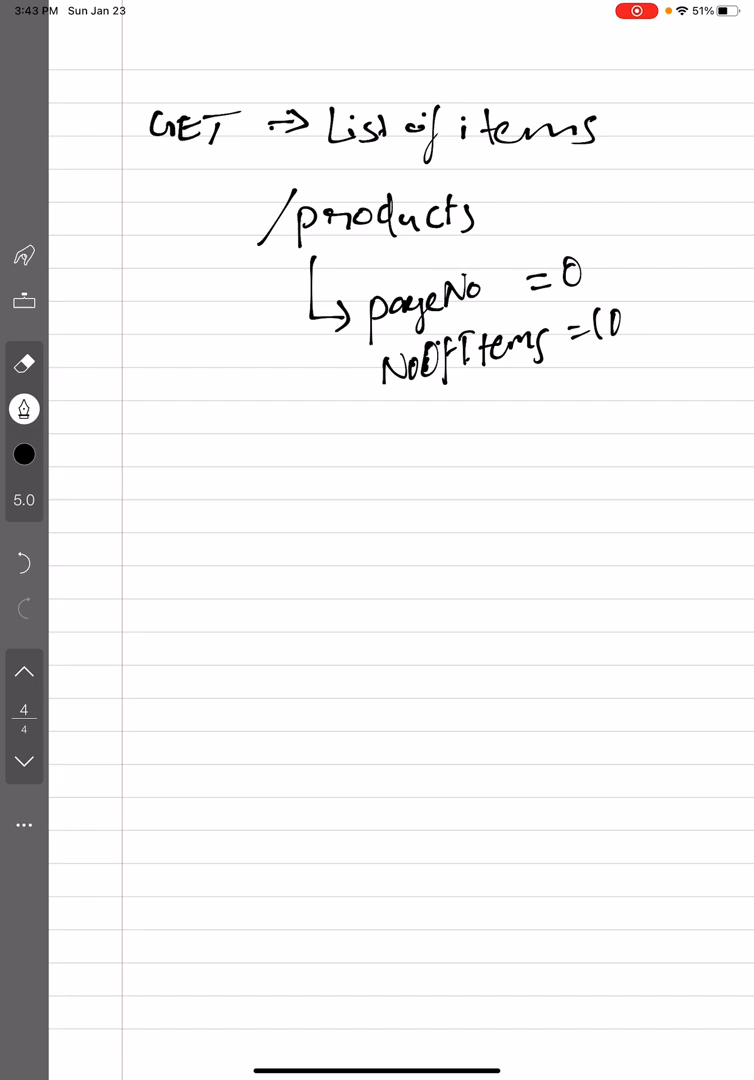 3:43 PM Sun Jan 23
51%
GET => List of items
/products
pageNo = 0
NoOfItems = 10
5.0
4
4